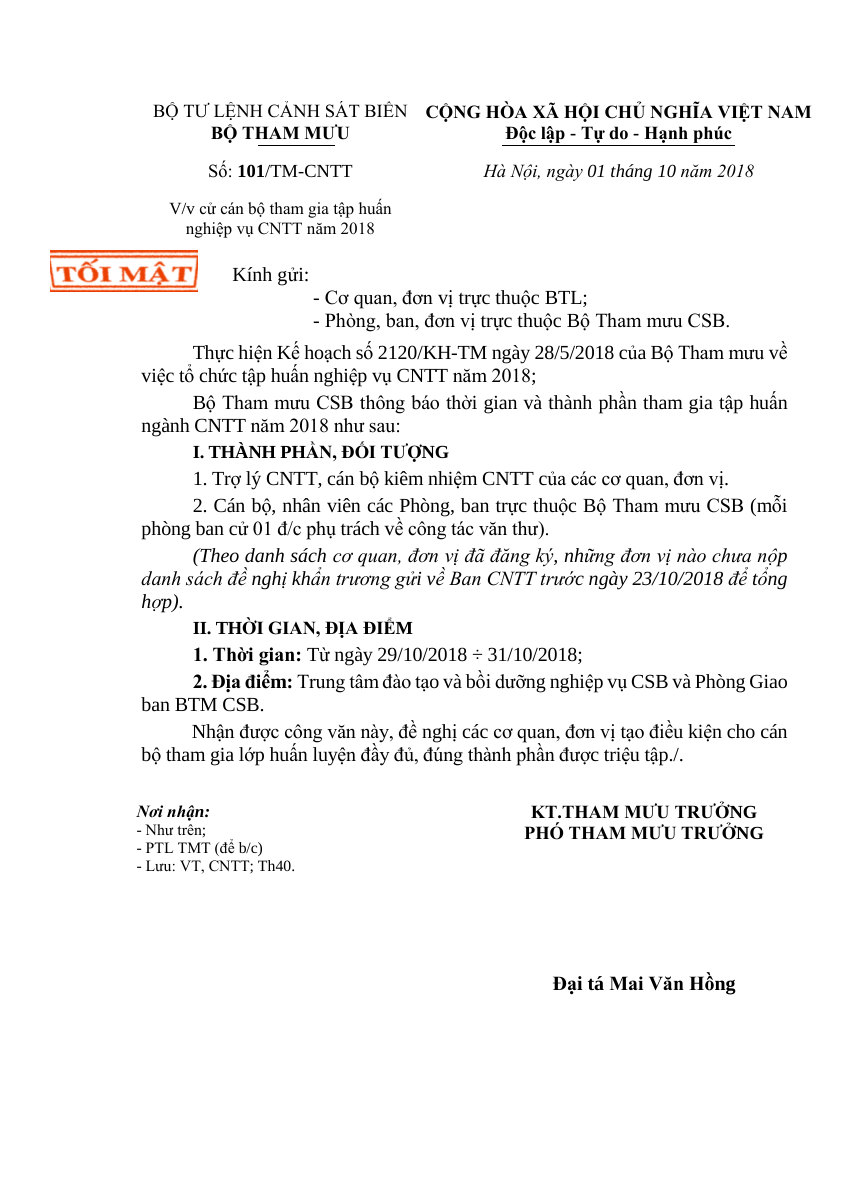 BỘ TƯ LỆNH CẢNH SÁT BIÊN
BỘ THAM MƯU
CỘNG HÒA XÃ HỘI CHỦ NGHĨA VIỆT NAM
Độc lập - Tự do - Hạnh phúc
Số: 101/TM-CNTT
Hà Nội, ngày 01 tháng 10 năm 2018
V/v cử cán bộ tham gia tập huấn
nghiệp vụ CNTT năm 2018
TỐI MẬT
Kính gửi:
- Cơ quan, đơn vị trực thuộc BTL;
- Phòng, ban, đơn vị trực thuộc Bộ Tham mưu CSB.
Thực hiện Kế hoạch số 2120/KH-TM ngày 28/5/2018 của Bộ Tham mưu về
việc tổ chức tập huấn nghiệp vụ CNTT năm 2018;
Bộ Tham mưu CSB thông báo thời gian và thành phần tham gia tập huấn
ngành CNTT năm 2018 như sau:
I. THÀNH PHẦN, ĐỐI TƯỢNG
1. Trợ lý CNTT, cán bộ kiêm nhiệm CNTT của các cơ quan, đơn vị.
2. Cán bộ, nhân viên các Phòng, ban trực thuộc Bộ Tham mưu CSB (mỗi
phòng ban cử 01 đ/c phụ trách về công tác văn thư).
(Theo danh sách cơ quan, đơn vị đã đăng ký, những đơn vị nào chưa nộp
danh sách đề nghị khẩn trương gửi về Ban CNTT trước ngày 23/10/2018 để tổng
hợp).
II. THỜI GIAN, ĐỊA ĐIỂM
1. Thời gian: Từ ngày 29/10/2018 ÷ 31/10/2018;
2. Địa điểm: Trung tâm đào tạo và bồi dưỡng nghiệp vụ CSB và Phòng Giao
ban BTM CSB.
Nhận được công văn này, đề nghị các cơ quan, đơn vị tạo điều kiện cho cán
bộ tham gia lớp huấn luyện đầy đủ, đúng thành phần được triệu tập./.
Nơi nhận:
- Như trên;
- PTL TMT (để b/c)
- Lưu: VT, CNTT; Th40.
KT.THAM MƯU TRƯỞNG
PHÓ THAM MƯU TRƯỞNG
Đại tá Mai Văn Hồng